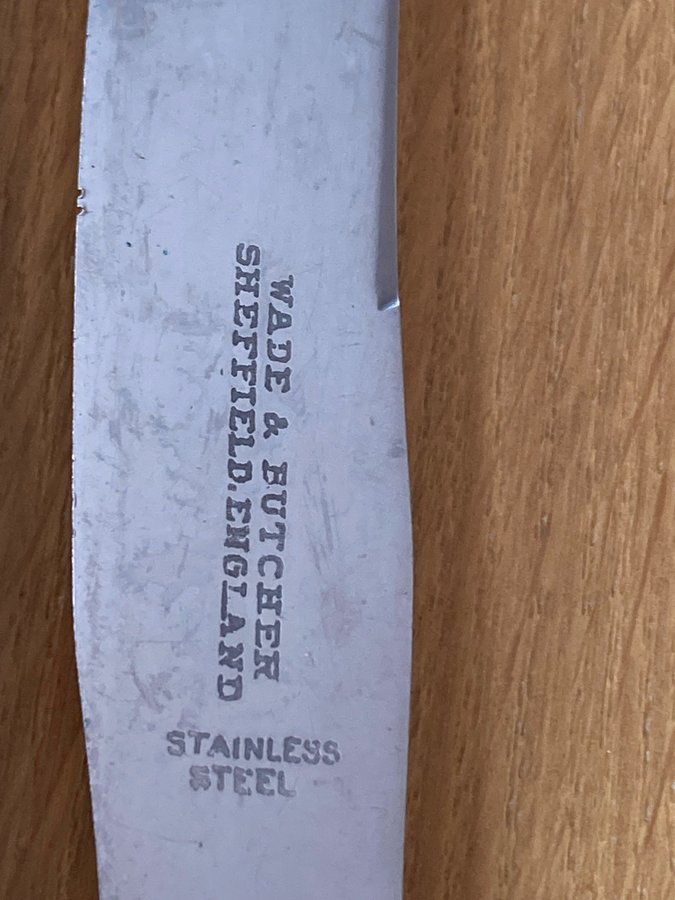 WADE & BUTCHER
SHEFFIELD.ENGLAND
STAINLESS
STEEL